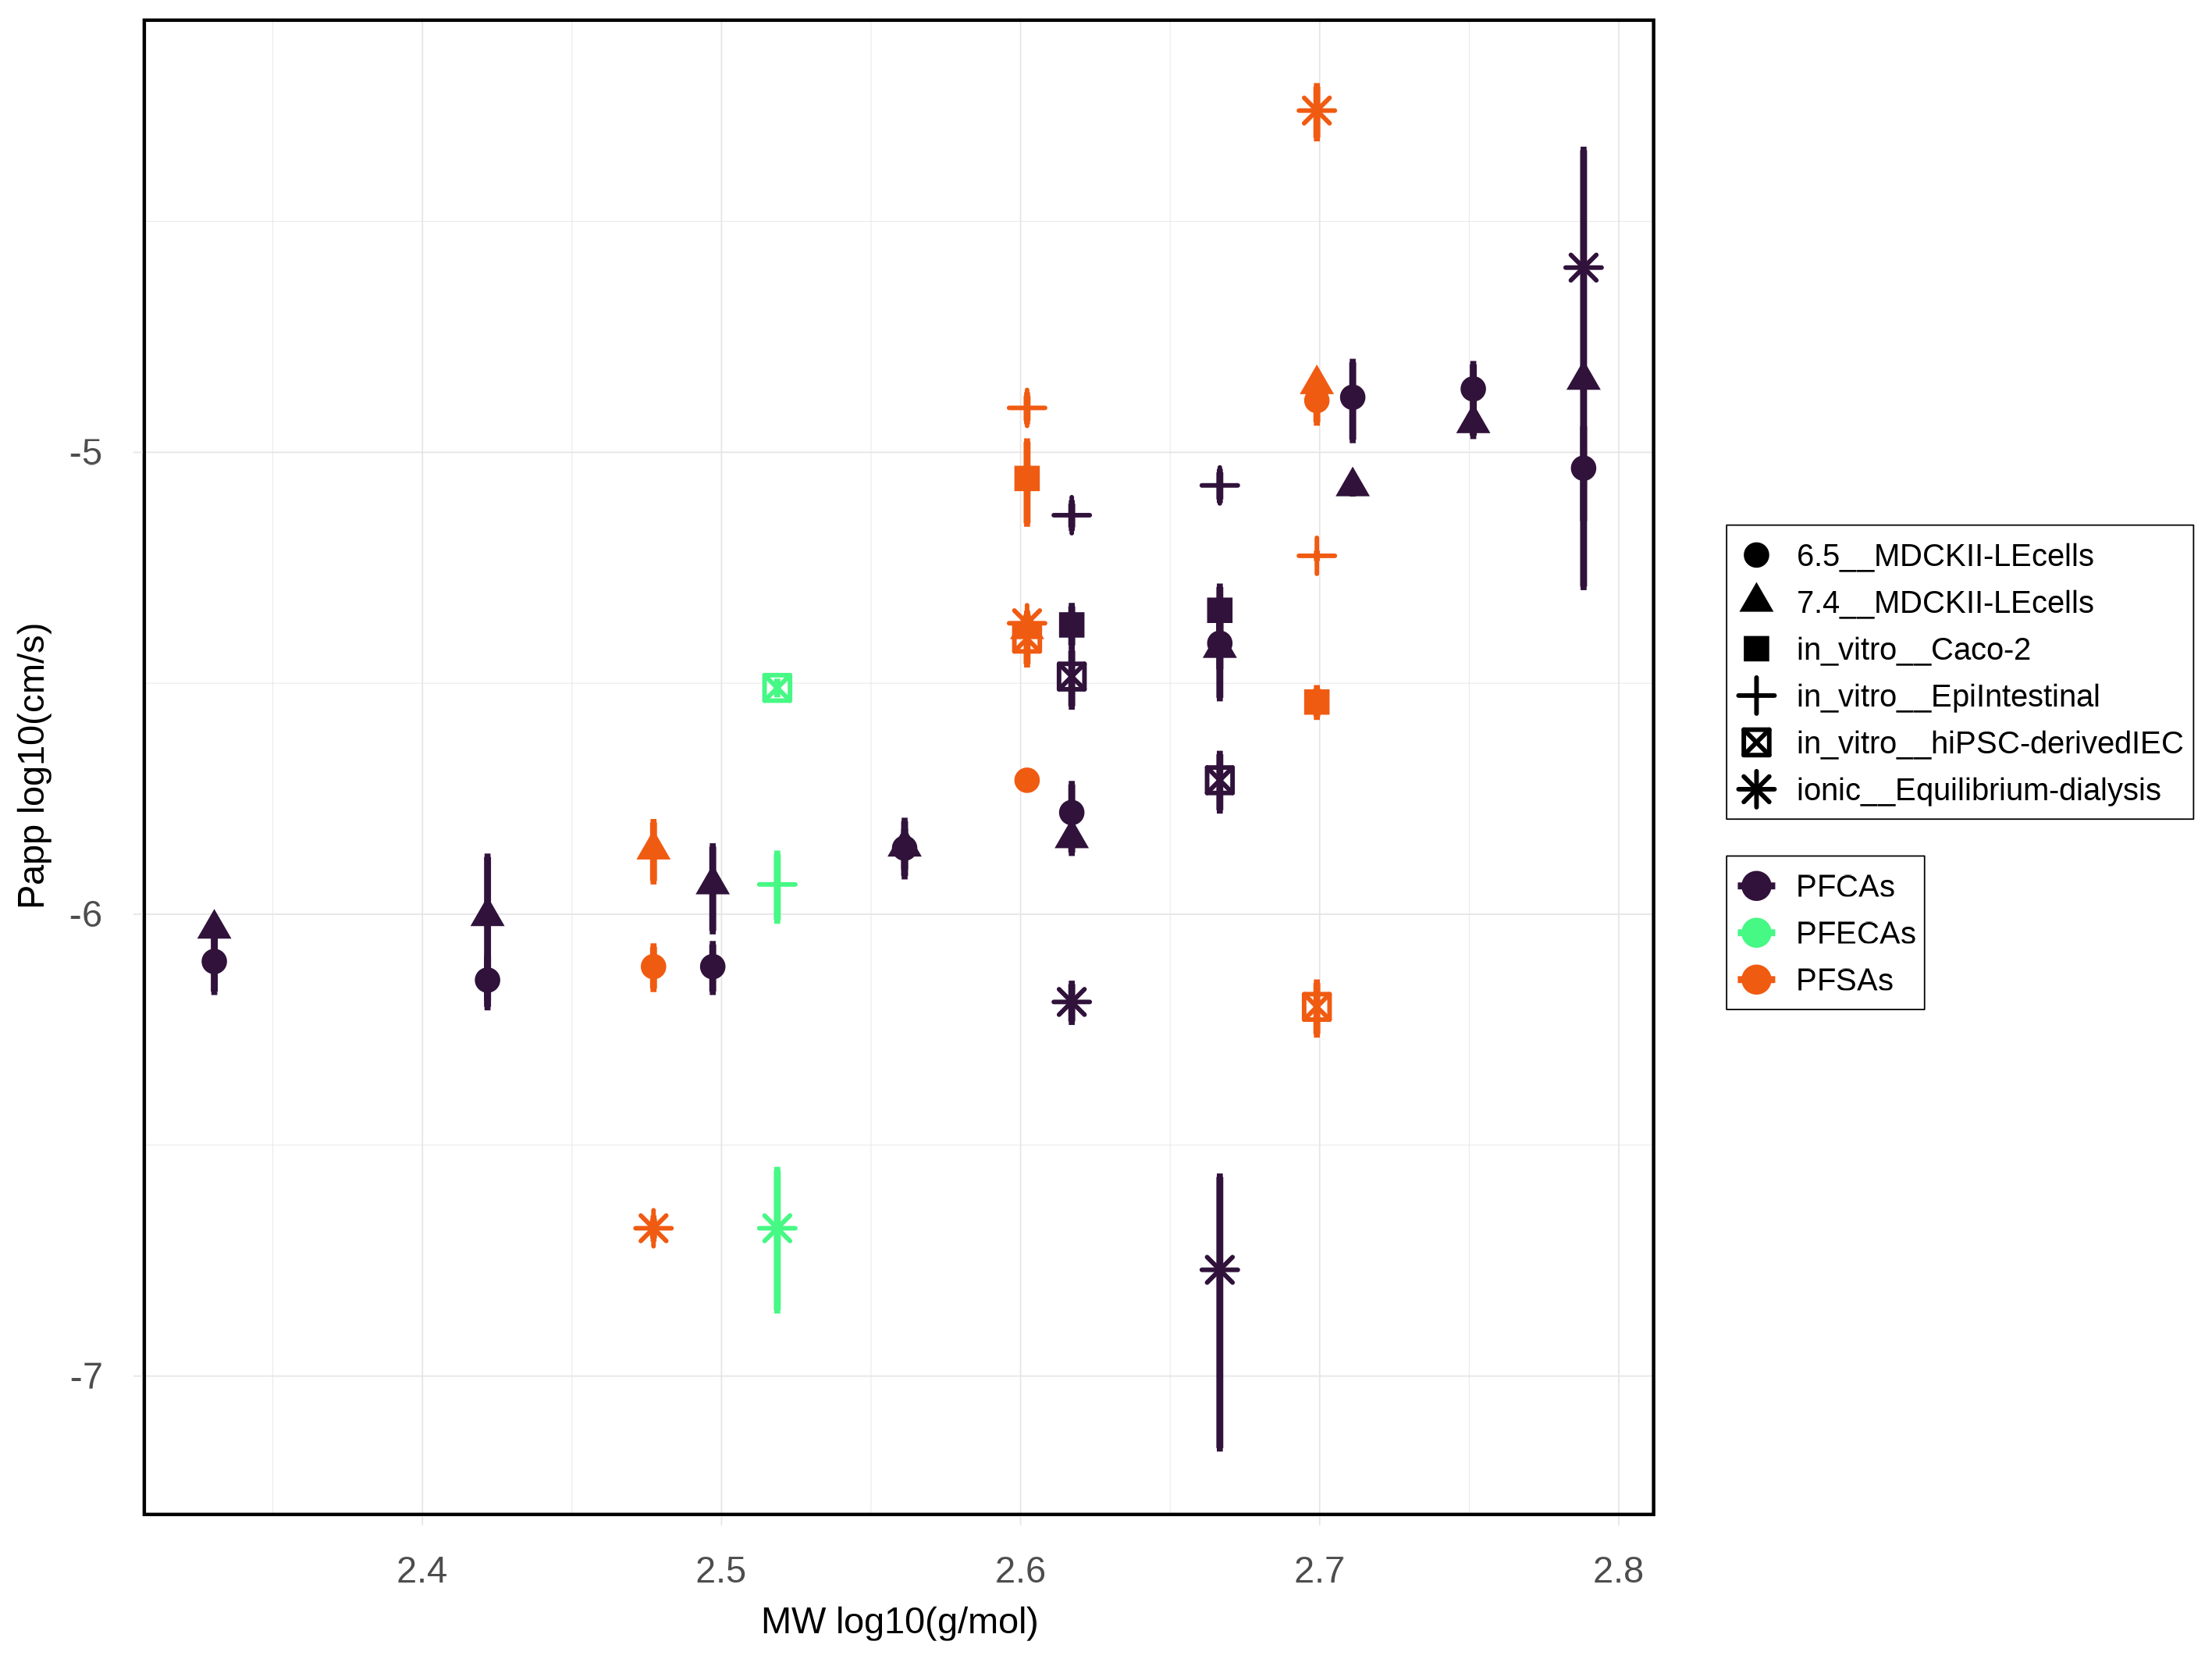 -5
-6
-7
Papp log10(cm/s)
2.4 2.5 2.6 2.7 2.8
MW log10(g/mol)
6.5__MDCKII-LEcells
7.4__MDCKII-LEcells
in_vitro__Caco-2
in_vitro__EpiIntestinal
in_vitro__hiPSC-derivedIEC
ionic__Equilibrium-dialysis
PFCAs
PFECAs
PFSAs